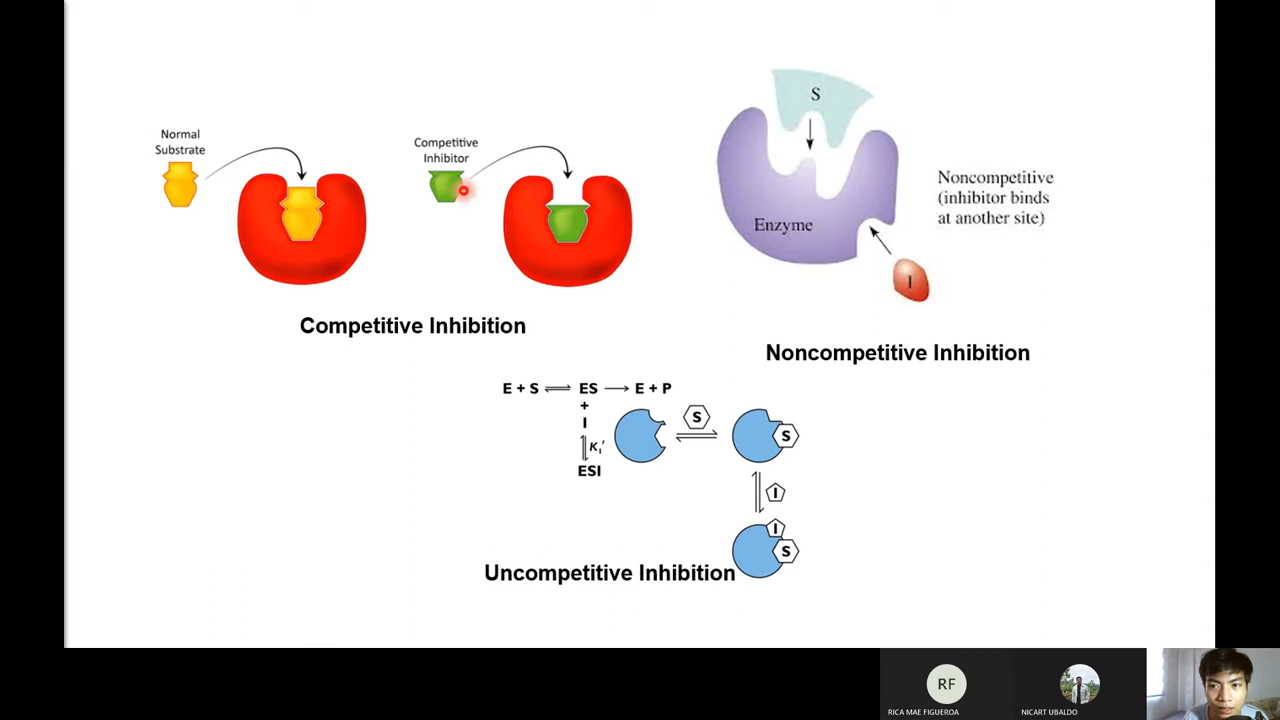 Normal
Substrate
Competitive
Inhibitor
Competitive Inhibition
S
Enzyme
I
Noncompetitive
(inhibitor binds
at another site)
Noncompetitive Inhibition
E + S ⇌ ES → E + P
+
I
⇌ Kᵢ′
ESI
S
S
I
I
S
Uncompetitive Inhibition
RF
RICA MAE FIGUEROA
NICART UBALDO